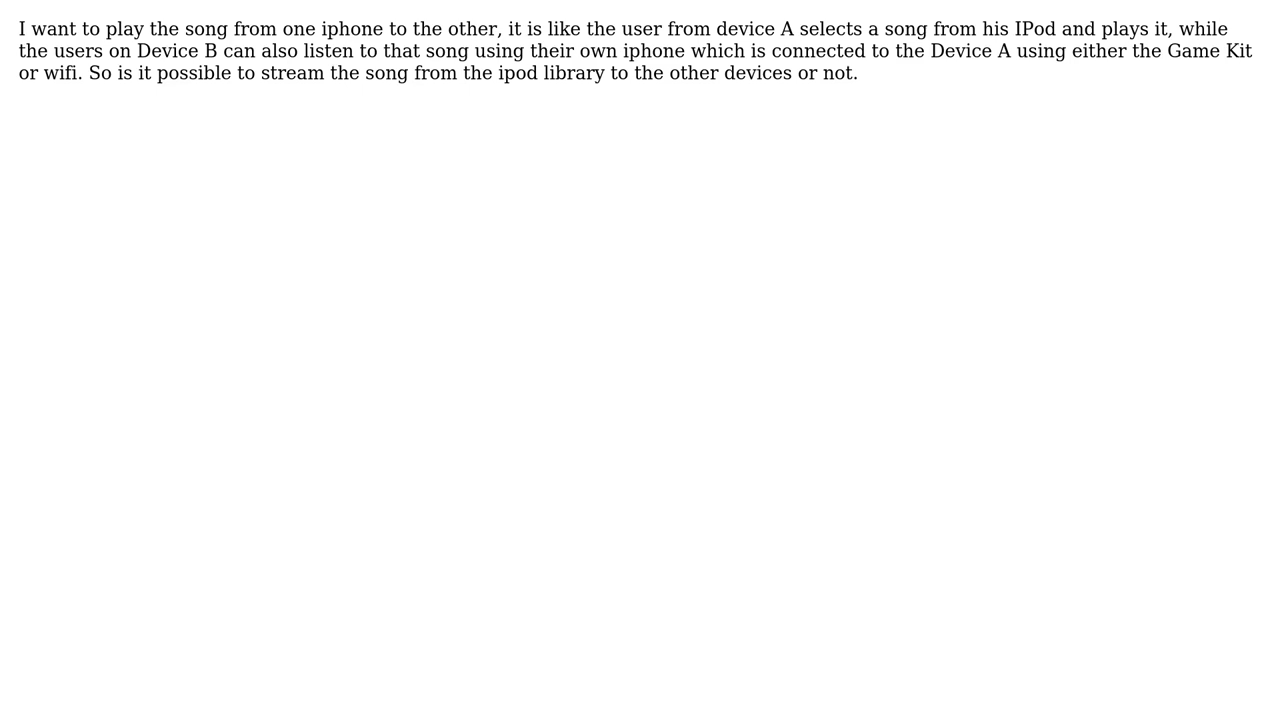 I want to play the song from one iphone to the other, it is like the user from device A selects a song from his IPod and plays it, while
the users on Device B can also listen to that song using their own iphone which is connected to the Device A using either the Game Kit
or wifi. So is it possible to stream the song from the ipod library to the other devices or not.